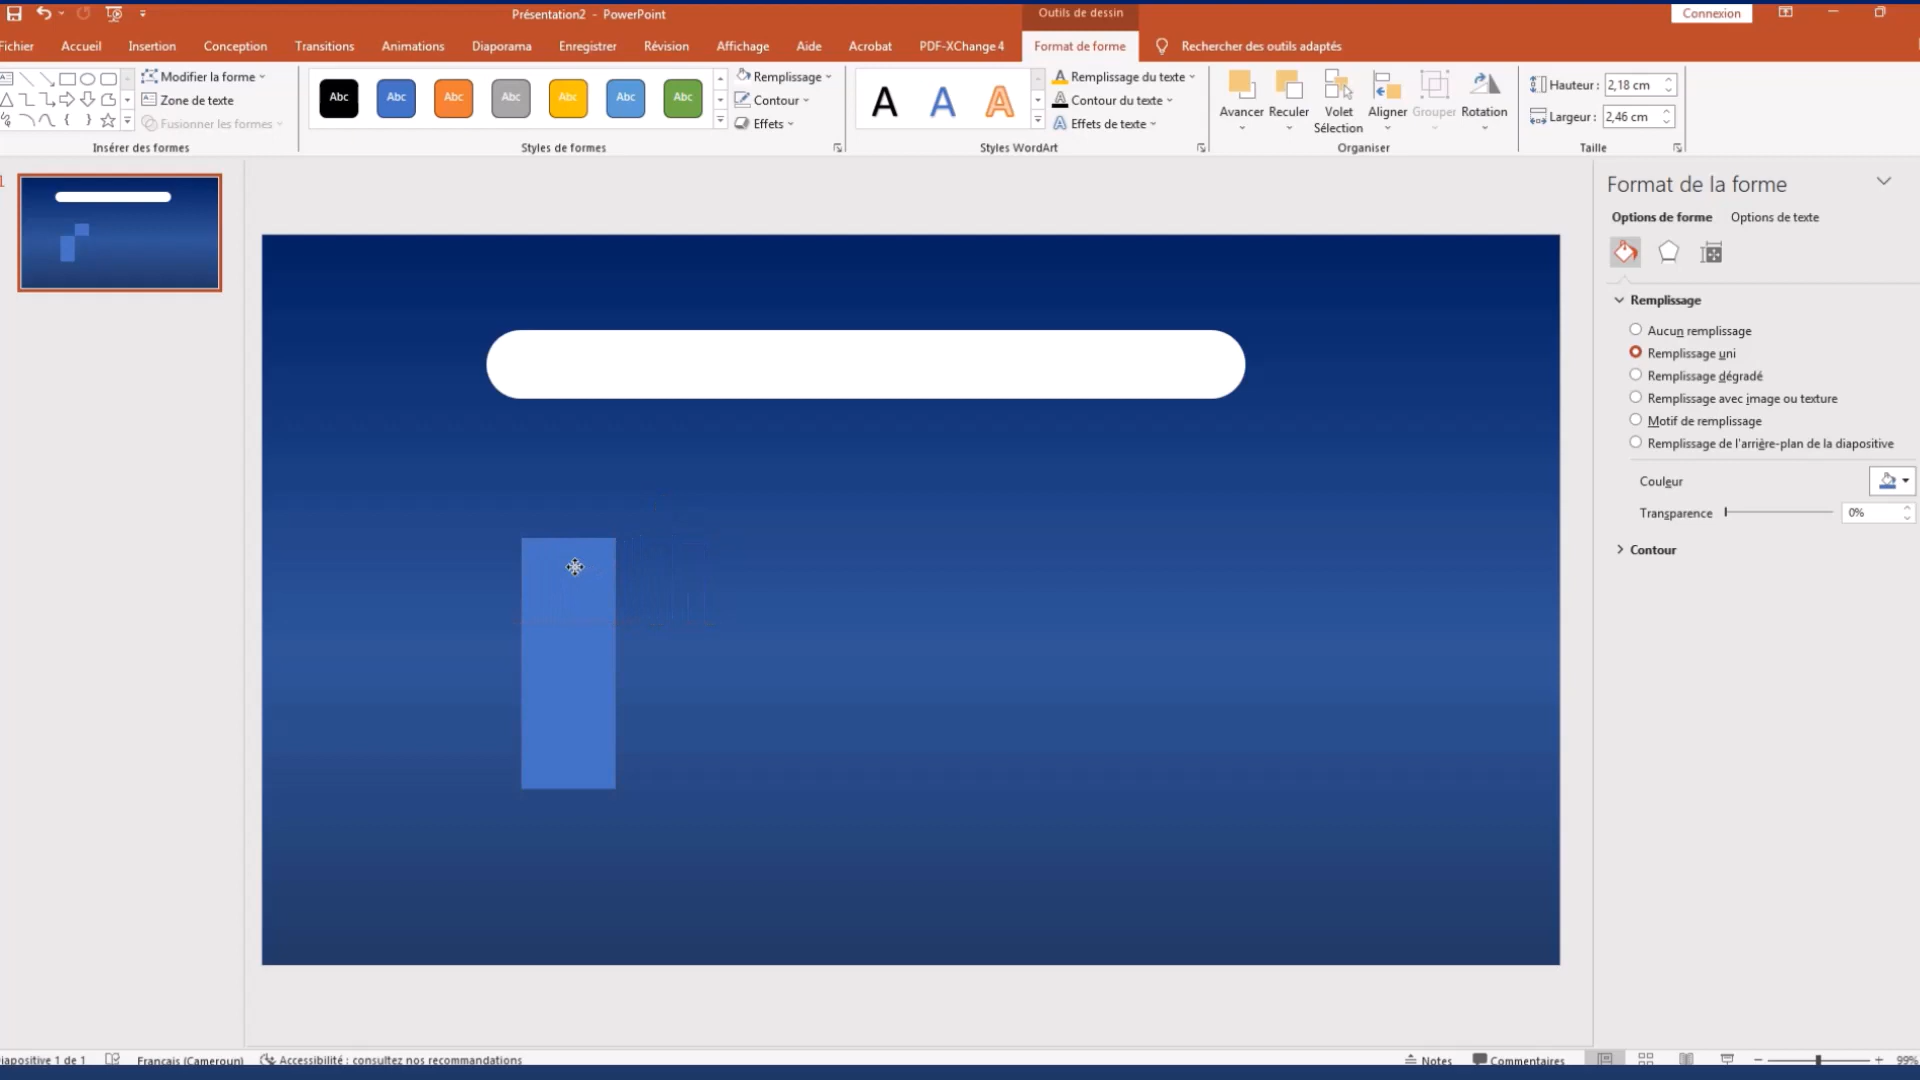 Présentation2 - PowerPoint
Outils de dessin
Connexion
Fichier Accueil Insertion Conception Transitions Animations Diaporama Enregistrer Révision Affichage Aide Acrobat PDF-XChange 4 Format de forme Rechercher des outils adaptés
Modifier la forme
Zone de texte
Fusionner les formes
Insérer des formes
Abc Abc Abc Abc Abc Abc Abc
Styles de formes
Remplissage
Contour
Effets
A A A
Styles WordArt
Remplissage du texte
Contour du texte
Effets de texte
Avancer Reculer Volet Sélection Aligner Grouper Rotation
Organiser
Hauteur : 2,18 cm
Largeur : 2,46 cm
Taille
1
Format de la forme
Options de forme Options de texte
Remplissage
Aucun remplissage
Remplissage uni
Remplissage dégradé
Remplissage avec image ou texture
Motif de remplissage
Remplissage de l'arrière-plan de la diapositive
Couleur
Transparence 0%
Contour
iapositive 1 de 1 Français (Cameroun) Accessibilité : consultez nos recommandations Notes Commentaires 99%